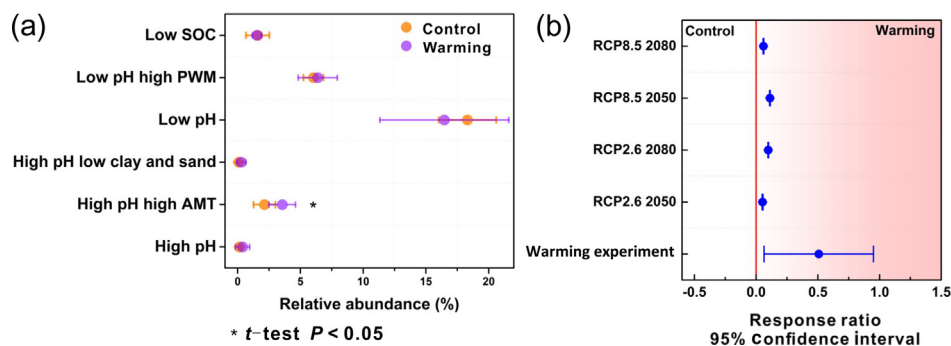 (a)
Control
Warming
Low SOC
Low pH high PWM
Low pH
High pH low clay and sand
High pH high AMT
*
High pH
0 5 10 15 20
Relative abundance (%)
* t-test P < 0.05
(b)
Control Warming
RCP8.5 2080
RCP8.5 2050
RCP2.6 2080
RCP2.6 2050
Warming experiment
-0.5 0.0 0.5 1.0 1.5
Response ratio
95% Confidence interval